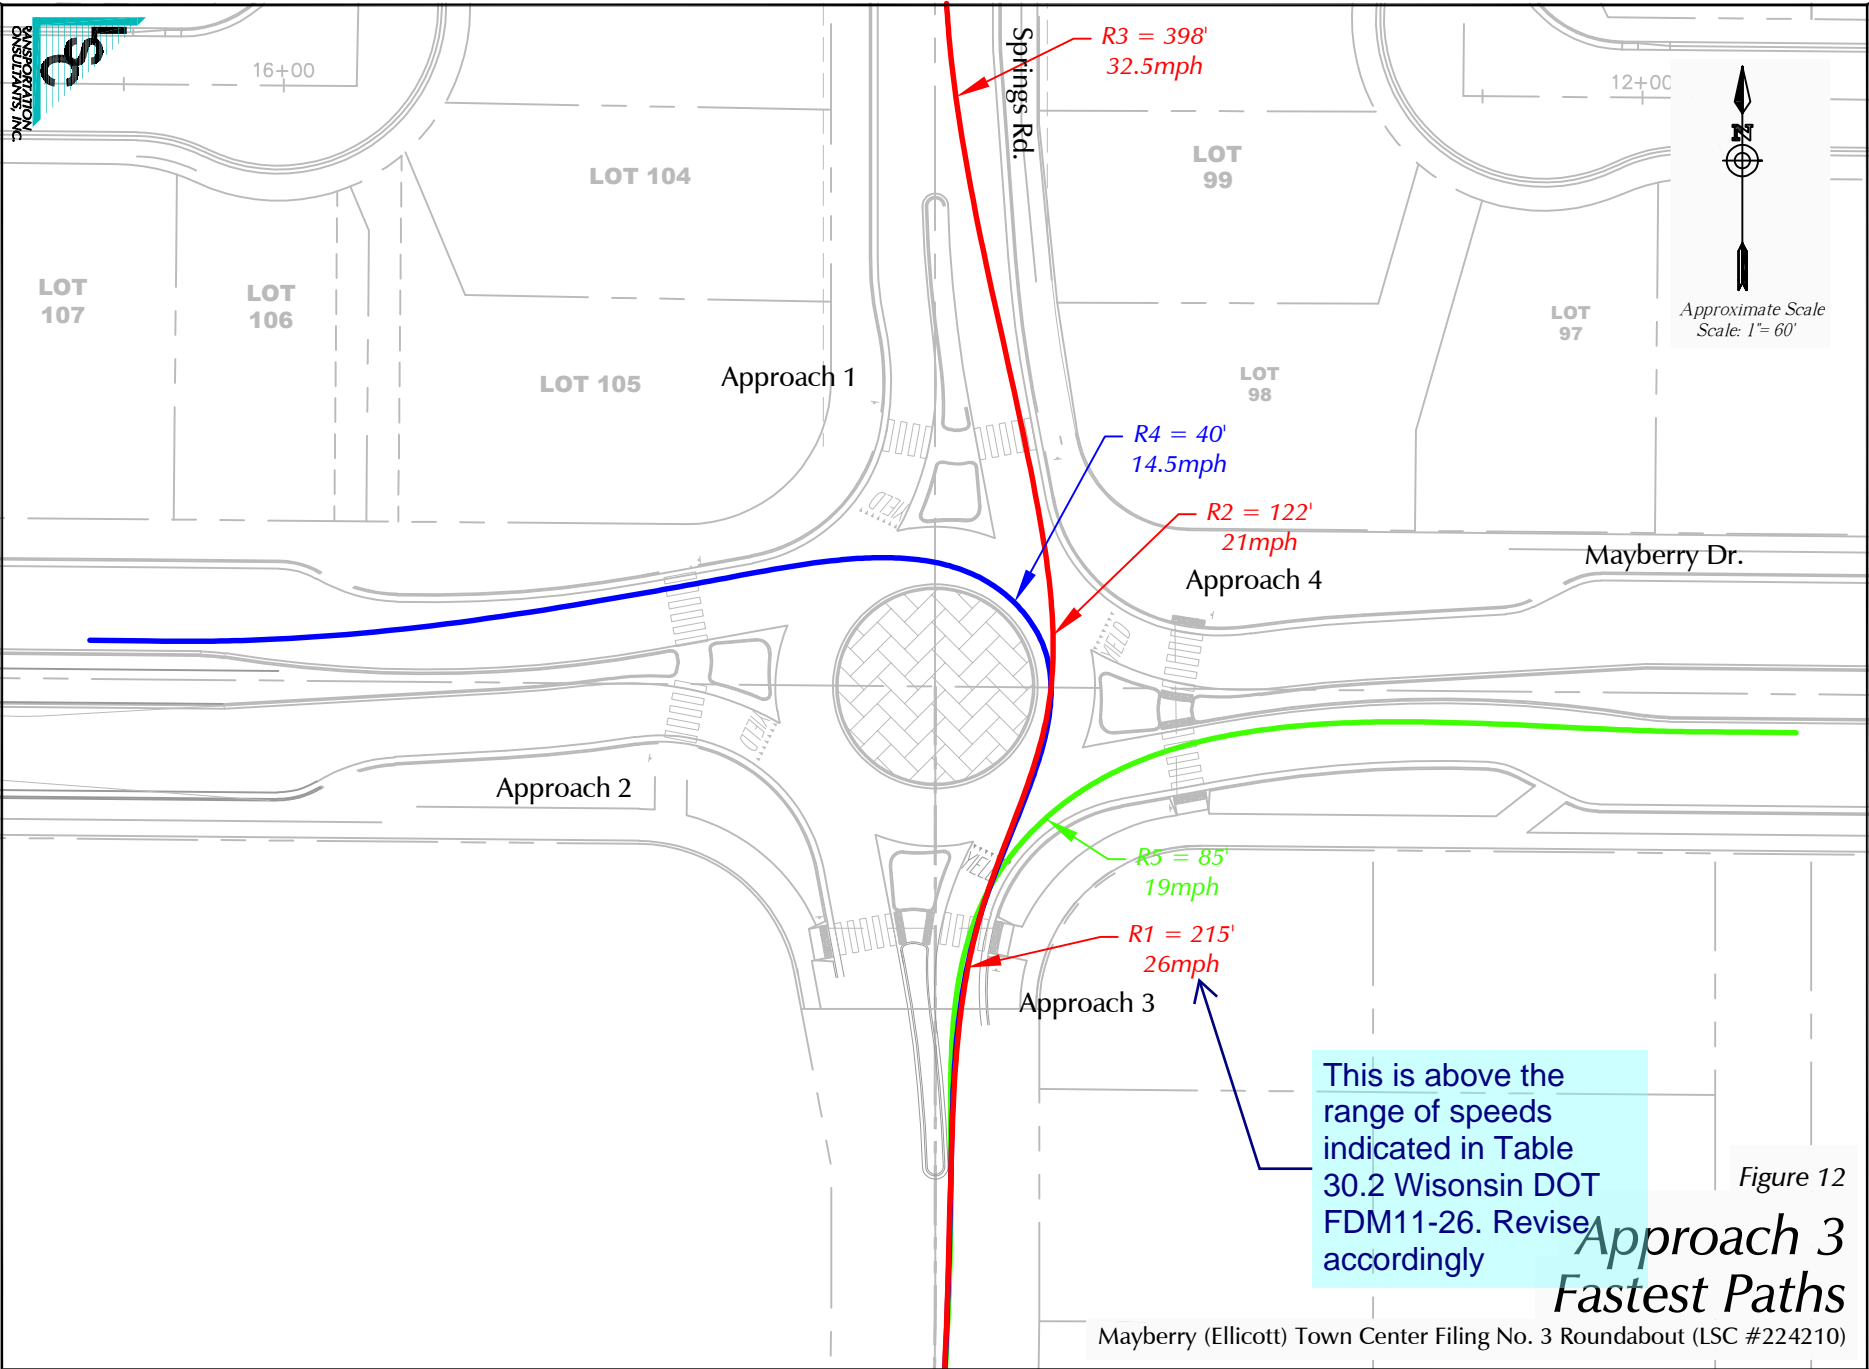 LSC
TRANSPORTATION
CONSULTANTS, INC.
16+00
Springs Rd.
R3 = 398'
32.5mph
12+00
N
Approximate Scale
Scale: 1"= 60'
LOT 104
LOT
99
LOT
107
LOT
106
LOT 105
LOT
98
LOT
97
Approach 1
R4 = 40'
14.5mph
R2 = 122'
21mph
YIELD
Mayberry Dr.
Approach 4
YIELD
YIELD
Approach 2
YIELD
R5 = 85'
19mph
R1 = 215'
26mph
Approach 3
This is above the
range of speeds
indicated in Table
30.2 Wisonsin DOT
FDM11-26. Revise
accordingly
Figure 12
Approach 3
Fastest Paths
Mayberry (Ellicott) Town Center Filing No. 3 Roundabout (LSC #224210)